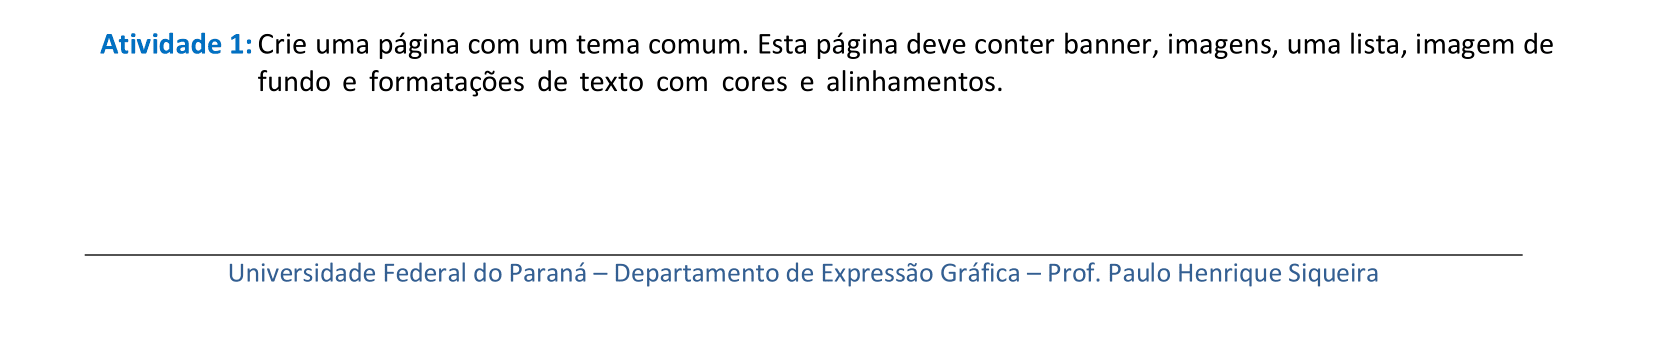 Atividade 1: Crie uma página com um tema comum. Esta página deve conter banner, imagens, uma lista, imagem de
fundo e formatações de texto com cores e alinhamentos.
Universidade Federal do Paraná – Departamento de Expressão Gráfica – Prof. Paulo Henrique Siqueira